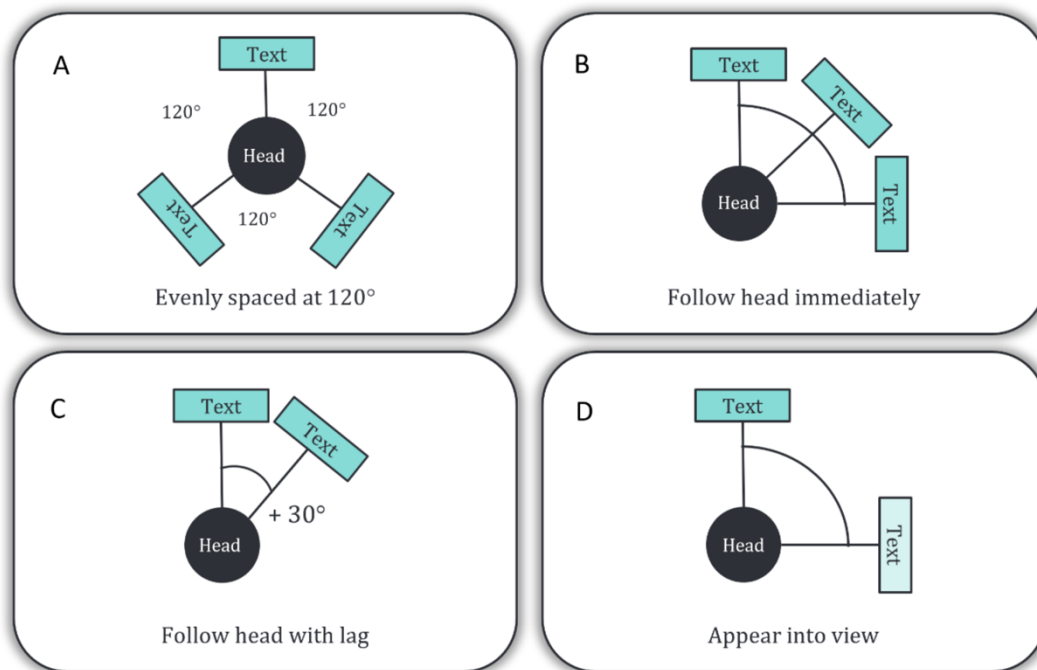 A
Text
120°
120°
Head
Text
120°
Text
Evenly spaced at 120°
B
Text
Text
Head
Text
Follow head immediately
C
Text
Text
+ 30°
Head
Follow head with lag
D
Text
Head
Text
Appear into view